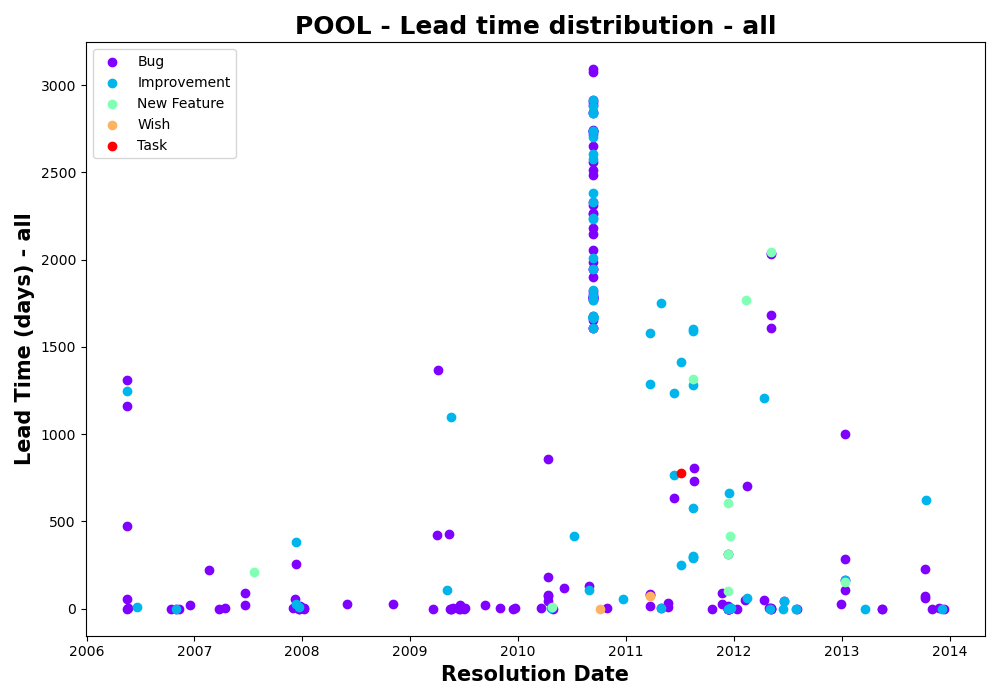 POOL - Lead time distribution - all
Bug
Improvement
New Feature
Wish
Task
Lead Time (days) - all
3000
2500
2000
1500
1000
500
0
2006 2007 2008 2009 2010 2011 2012 2013 2014
Resolution Date